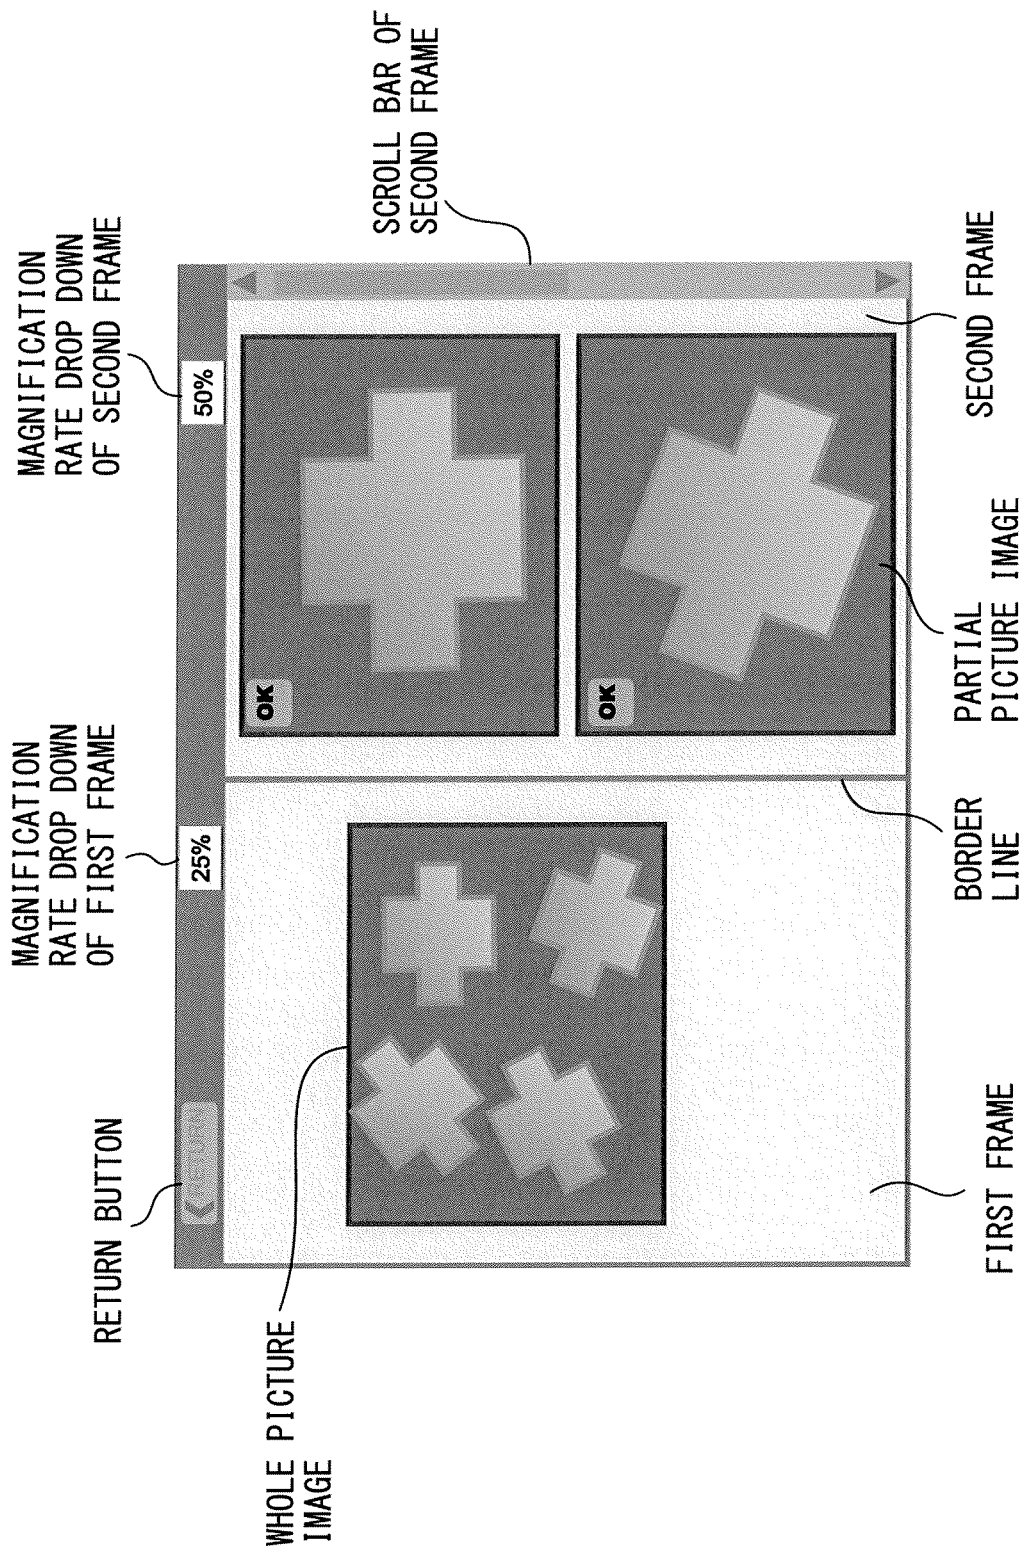 MAGNIFICATION
RATE DROP DOWN
OF FIRST FRAME
MAGNIFICATION
RATE DROP DOWN
OF SECOND FRAME
RETURN BUTTON
RETURN
25%
50%
SCROLL BAR OF
SECOND FRAME
WHOLE PICTURE
IMAGE
OK
OK
FIRST FRAME
BORDER
LINE
PARTIAL
PICTURE IMAGE
SECOND FRAME